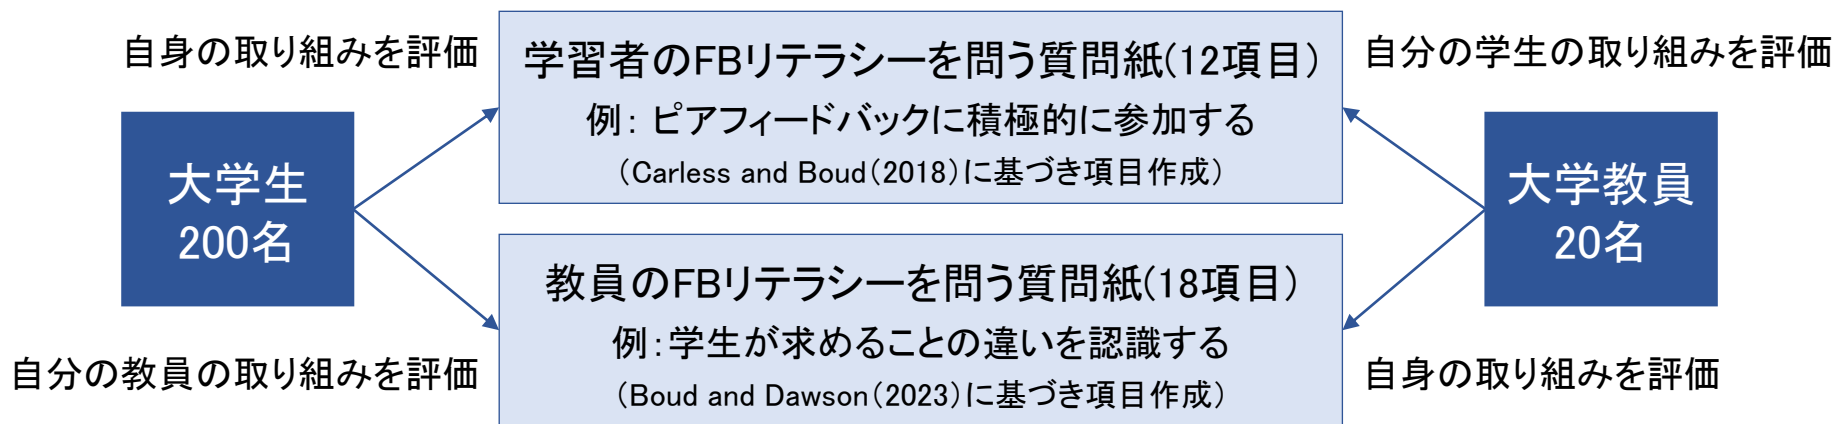 自身の取り組みを評価
大学生
200名
自分の教員の取り組みを評価
学習者のFBリテラシーを問う質問紙(12項目)
例： ピアフィードバックに積極的に参加する
（Carless and Boud（2018）に基づき項目作成）
教員のFBリテラシーを問う質問紙(18項目)
例：学生が求めることの違いを認識する
（Boud and Dawson（2023）に基づき項目作成）
自分の学生の取り組みを評価
大学教員
20名
自身の取り組みを評価